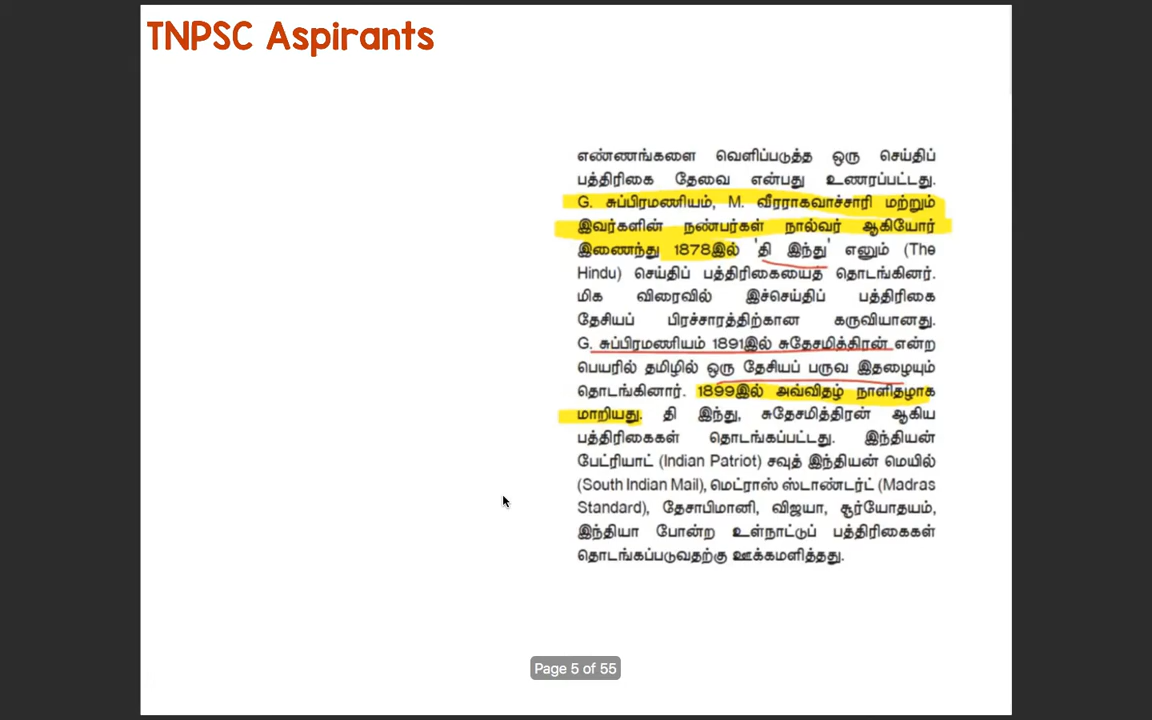 TNPSC Aspirants
எண்ணங்களை வெளிப்படுத்த ஒரு செய்திப்
பத்திரிகை தேவை என்பது உணரப்பட்டது.
G. சுப்பிரமணியம், M. வீரராகவாச்சாரி மற்றும்
இவர்களின் நண்பர்கள் நால்வர் ஆகியோர்
இணைந்து 1878இல் 'தி இந்து' எனும் (The
Hindu) செய்திப் பத்திரிகையைத் தொடங்கினர்.
மிக விரைவில் இச்செய்திப் பத்திரிகை
தேசியப் பிரச்சாரத்திற்கான கருவியானது.
G. சுப்பிரமணியம் 1891இல் சுதேசமித்திரன் என்ற
பெயரில் தமிழில் ஒரு தேசியப் பருவ இதழையும்
தொடங்கினார். 1899இல் அவ்விதழ் நாளிதழாக
மாறியது. தி இந்து, சுதேசமித்திரன் ஆகிய
பத்திரிகைகள் தொடங்கப்பட்டது. இந்தியன்
பேட்ரியாட் (Indian Patriot) சவுத் இந்தியன் மெயில்
(South Indian Mail), மெட்ராஸ் ஸ்டாண்டர்ட் (Madras
Standard), தேசாபிமானி, விஜயா, சூர்யோதயம்,
இந்தியா போன்ற உள்நாட்டுப் பத்திரிகைகள்
தொடங்கப்படுவதற்கு ஊக்கமளித்தது.
Page 5 of 55